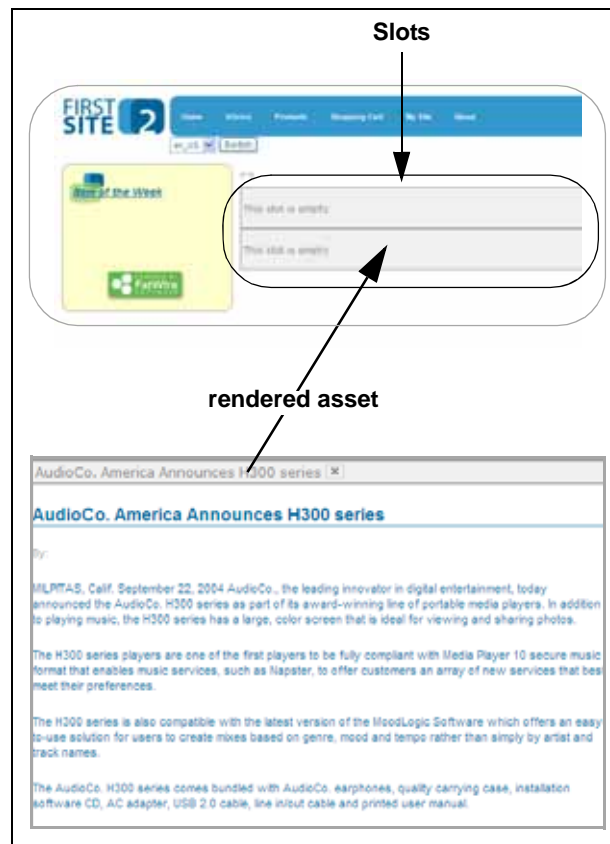 Slots
FIRST
SITE 2
Home Products Shopping Cart My Site About
en_US Switch
Item of the Week
This slot is empty
This slot is empty
FatWire
rendered asset
AudioCo. America Announces H300 series
AudioCo. America Announces H300 series
By:
MILPITAS, Calif. September 22, 2004 AudioCo., the leading innovator in digital entertainment, today
announced the AudioCo. H300 series as part of its award-winning line of portable media players. In addition
to playing music, the H300 series has a large, color screen that is ideal for viewing and sharing photos.
The H300 series players are one of the first players to be fully compliant with Media Player 10 secure music
format that enables music services, such as Napster, to offer customers an array of new services that best
meet their preferences.
The H300 series is also compatible with the latest version of the MoodLogic Software which offers an easy-
to-use solution for users to create mixes based on genre, mood and tempo rather than simply by artist and
track names.
The AudioCo. H300 series comes bundled with AudioCo. earphones, quality carrying case, installation
software CD, AC adapter, USB 2.0 cable, line in/out cable and printed user manual.